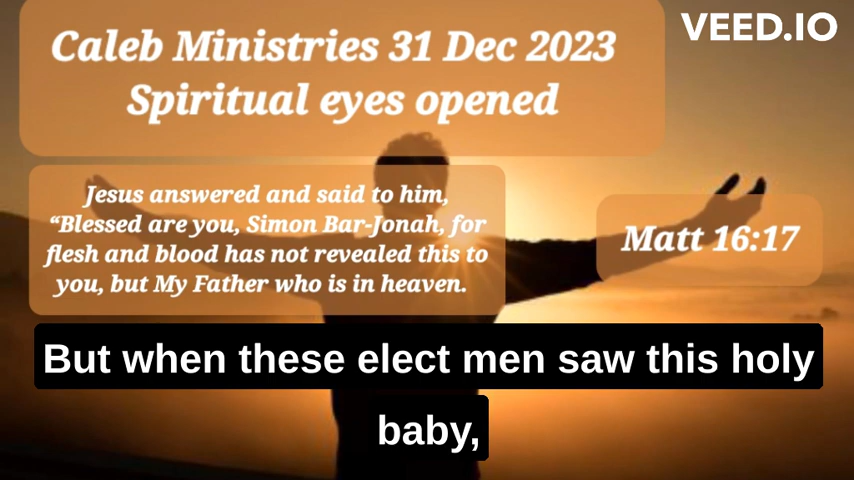 VEED.IO
Caleb Ministries 31 Dec 2023
Spiritual eyes opened
Jesus answered and said to him,
“Blessed are you, Simon Bar-Jonah, for
flesh and blood has not revealed this to
you, but My Father who is in heaven.
Matt 16:17
But when these elect men saw this holy
baby,